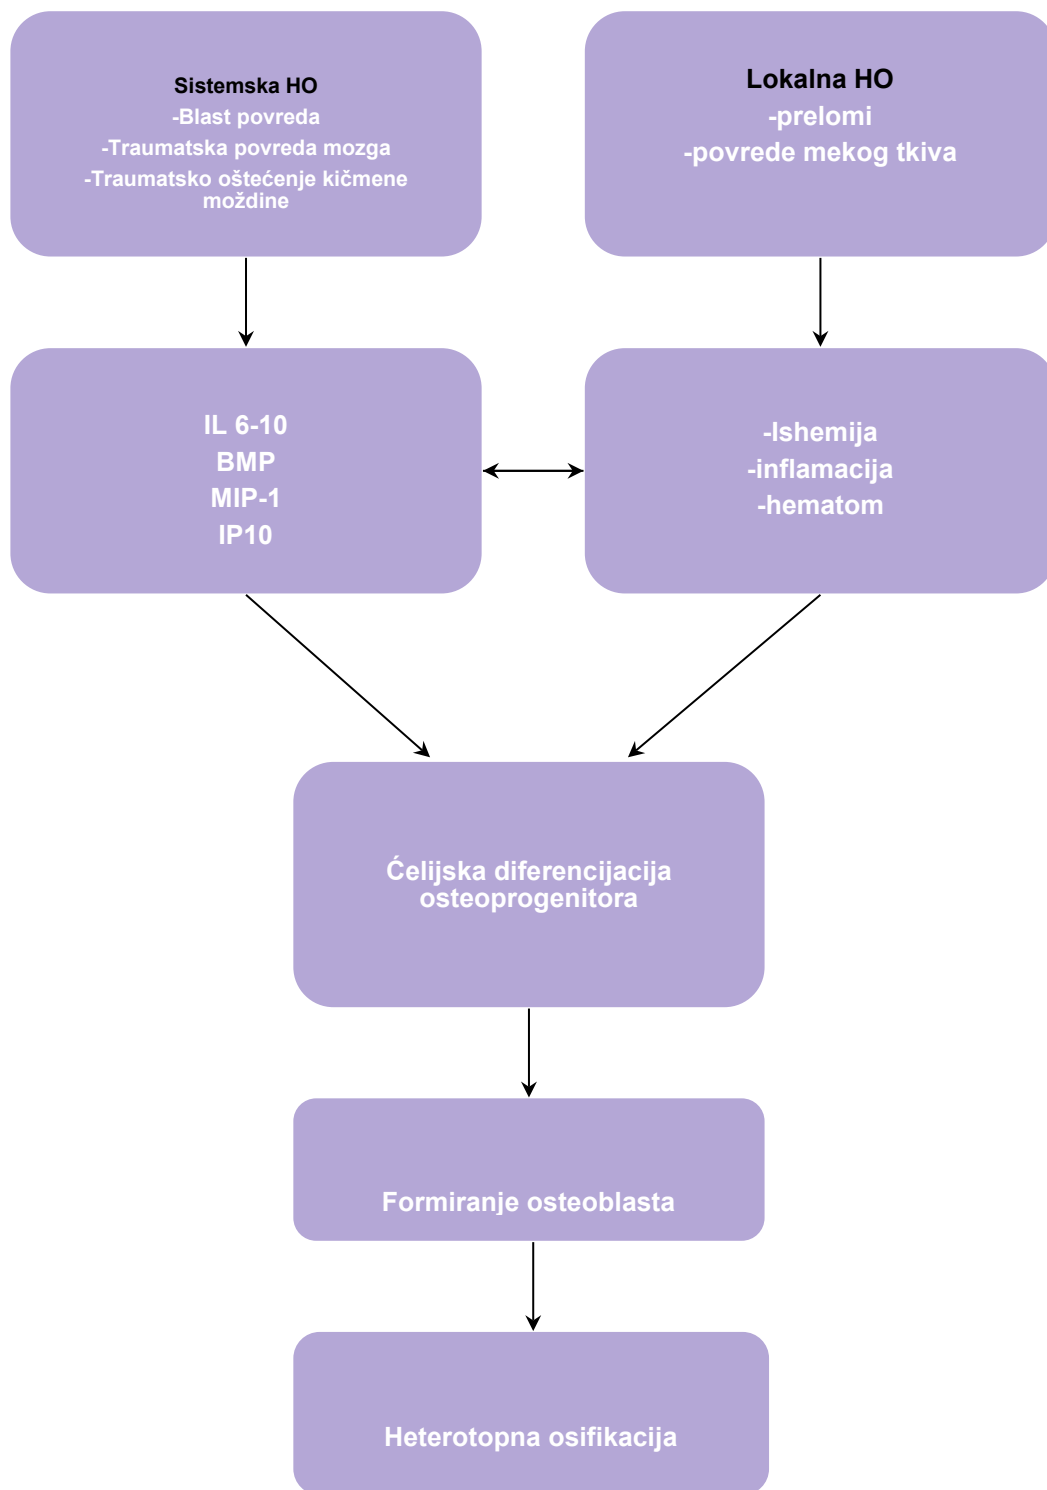 Sistemska HO
-Blast povreda
-Traumatska povreda mozga
-Traumatsko oštećenje kičmene
moždine
Lokalna HO
-prelomi
-povrede mekog tkiva
IL 6-10
BMP
MIP-1
IP10
-Ishemija
-inflamacija
-hematom
Ćelijska diferencijacija
osteoprogenitora
Formiranje osteoblasta
Heterotopna osifikacija